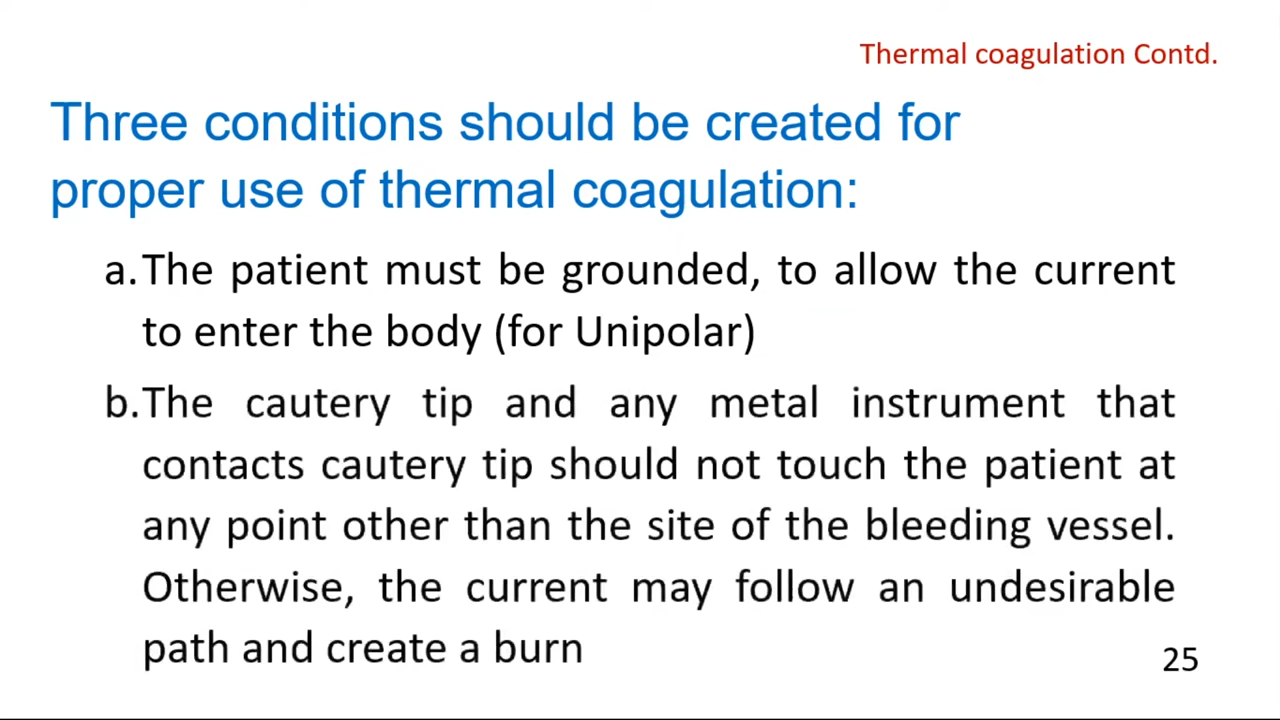 Thermal coagulation Contd.
Three conditions should be created for
proper use of thermal coagulation:
a.The patient must be grounded, to allow the current
to enter the body (for Unipolar)
b.The cautery tip and any metal instrument that
contacts cautery tip should not touch the patient at
any point other than the site of the bleeding vessel.
Otherwise, the current may follow an undesirable
path and create a burn
25